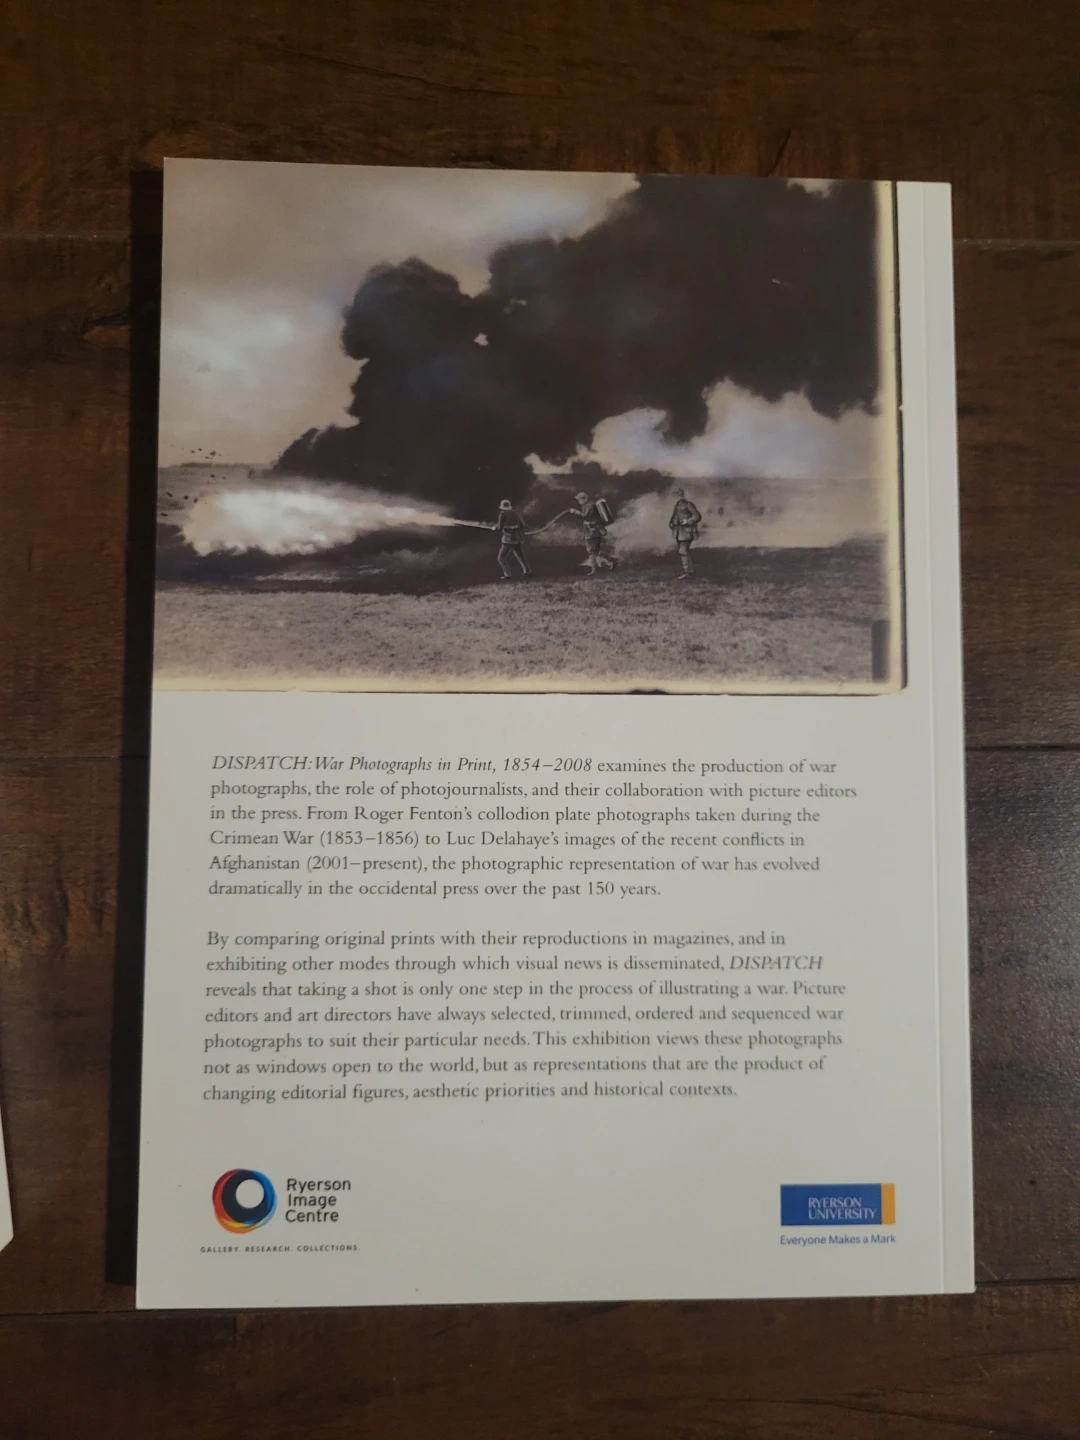 DISPATCH: War Photographs in Print, 1854–2008 examines the production of war
photographs, the role of photojournalists, and their collaboration with picture editors
in the press. From Roger Fenton's collodion plate photographs taken during the
Crimean War (1853–1856) to Luc Delahaye's images of the recent conflicts in
Afghanistan (2001–present), the photographic representation of war has evolved
dramatically in the occidental press over the past 150 years.
By comparing original prints with their reproductions in magazines, and in
exhibiting other modes through which visual news is disseminated, DISPATCH
reveals that taking a shot is only one step in the process of illustrating a war. Picture
editors and art directors have always selected, trimmed, ordered and sequenced war
photographs to suit their particular needs. This exhibition views these photographs
not as windows open to the world, but as representations that are the product of
changing editorial figures, aesthetic priorities and historical contexts.
Ryerson
Image
Centre
GALLERY. RESEARCH. COLLECTIONS.
RYERSON
UNIVERSITY
Everyone Makes a Mark